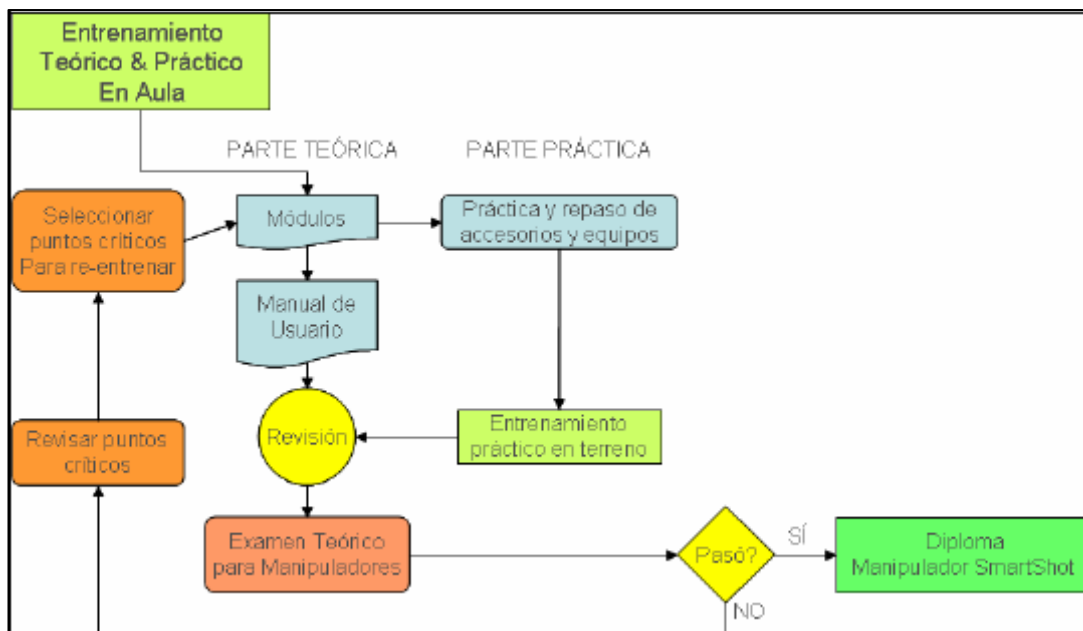 Entrenamiento
Teórico & Práctico
En Aula
PARTE TEÓRICA
PARTE PRÁCTICA
Seleccionar
puntos críticos
Para re-entrenar
Módulos
Práctica y repaso de
accesorios y equipos
Manual de
Usuario
Revisar puntos
críticos
Revisión
Entrenamiento
práctico en terreno
Examen Teórico
para Manipuladores
Pasó?
SÍ
Diploma
Manipulador SmartShot
NO